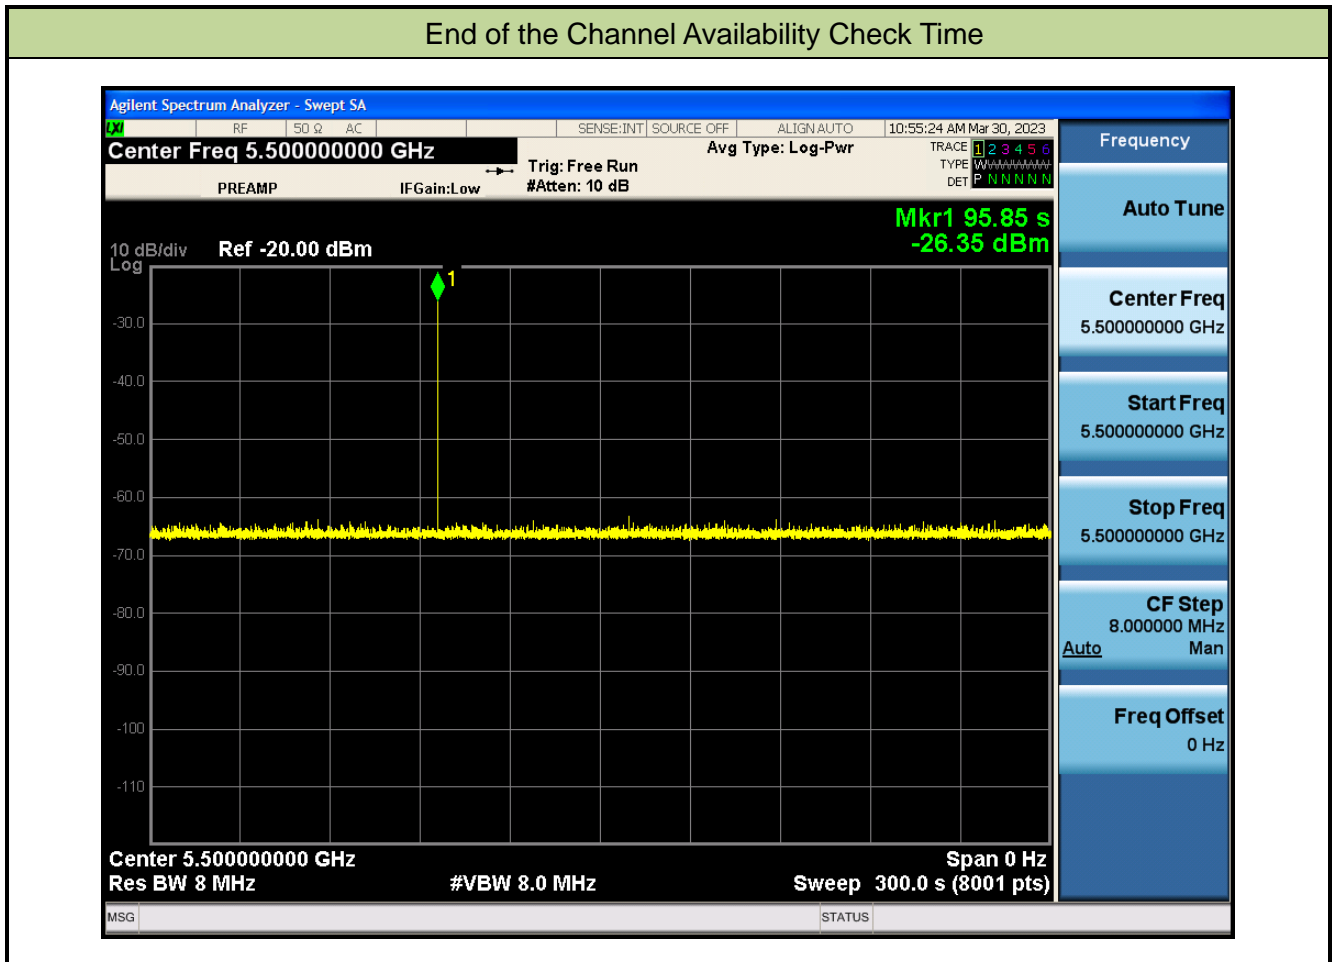 End of the Channel Availability Check Time
Agilent Spectrum Analyzer - Swept SA
LXI RF 50 Ω AC SENSE:INT SOURCE OFF ALIGN AUTO 10:55:24 AM Mar 30, 2023
Center Freq 5.500000000 GHz
Avg Type: Log-Pwr
TRACE 1 2 3 4 5 6
Trig: Free Run
TYPE W
PREAMP IFGain:Low #Atten: 10 dB
DET P N N N N N
Mkr1 95.85 s
-26.35 dBm
10 dB/div Ref -20.00 dBm
Log
1
-30.0
-40.0
-50.0
-60.0
-70.0
-80.0
-90.0
-100
-110
Center 5.500000000 GHz Span 0 Hz
Res BW 8 MHz #VBW 8.0 MHz Sweep 300.0 s (8001 pts)
MSG STATUS
Frequency
Auto Tune
Center Freq
5.500000000 GHz
Start Freq
5.500000000 GHz
Stop Freq
5.500000000 GHz
CF Step
8.000000 MHz
Auto Man
Freq Offset
0 Hz